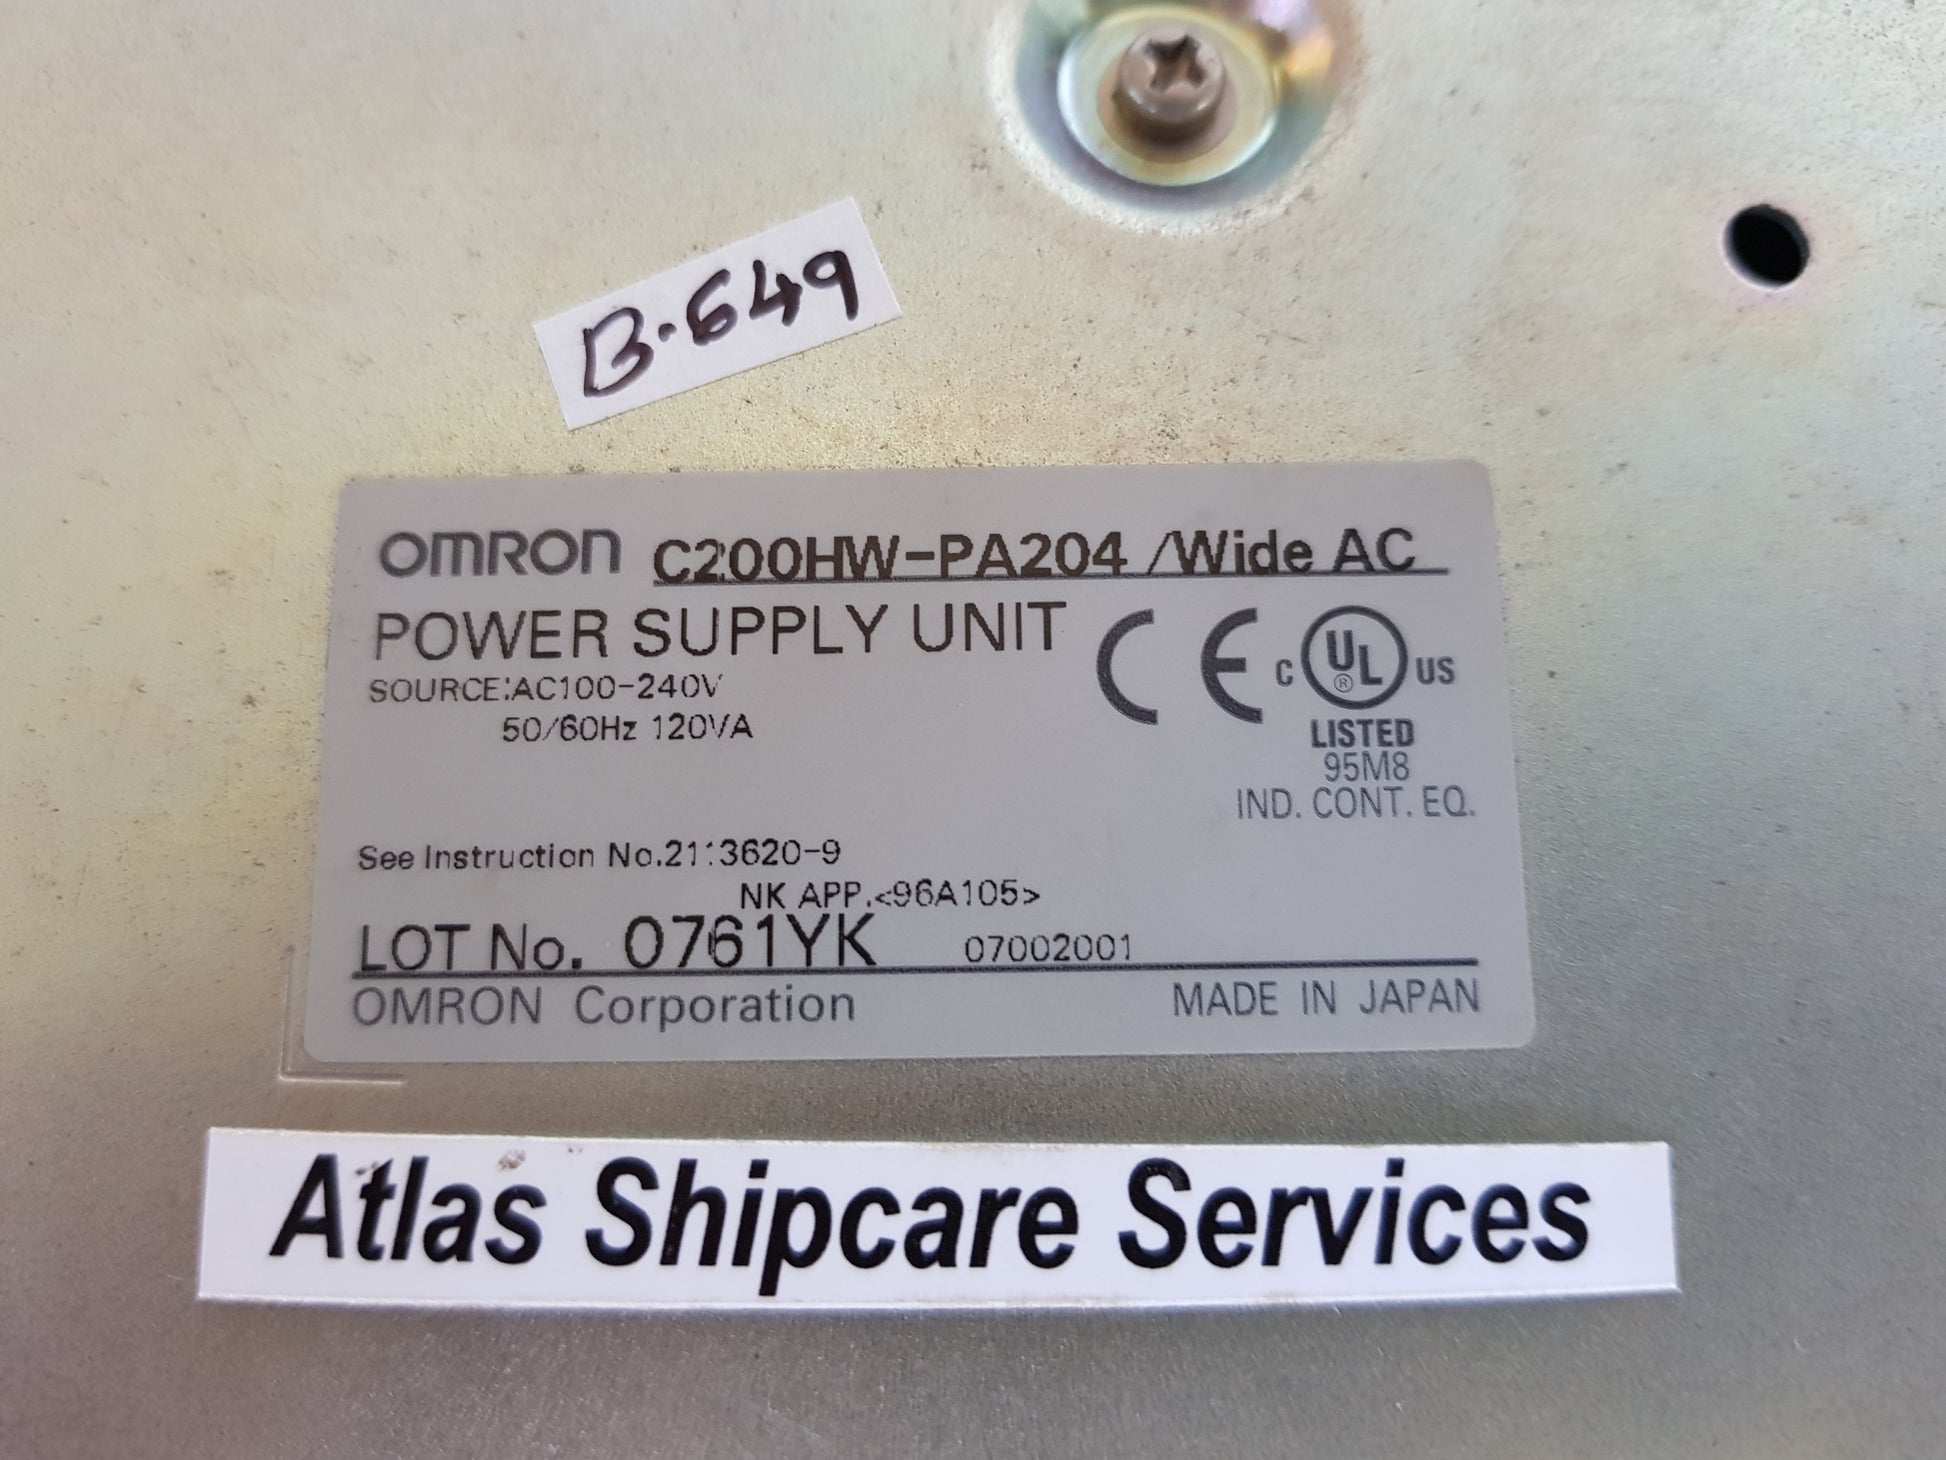 B-649
OMRON C200HW-PA204 /Wide AC
POWER SUPPLY UNIT
SOURCE:AC100-240V
50/60Hz 120VA
CE
C UL ® US
LISTED
95M8
IND. CONT. EQ.
See Instruction No.2113620-9
NK APP.<96A105>
LOT No. 0761YK 07002001
OMRON Corporation MADE IN JAPAN
Atlas Shipcare Services